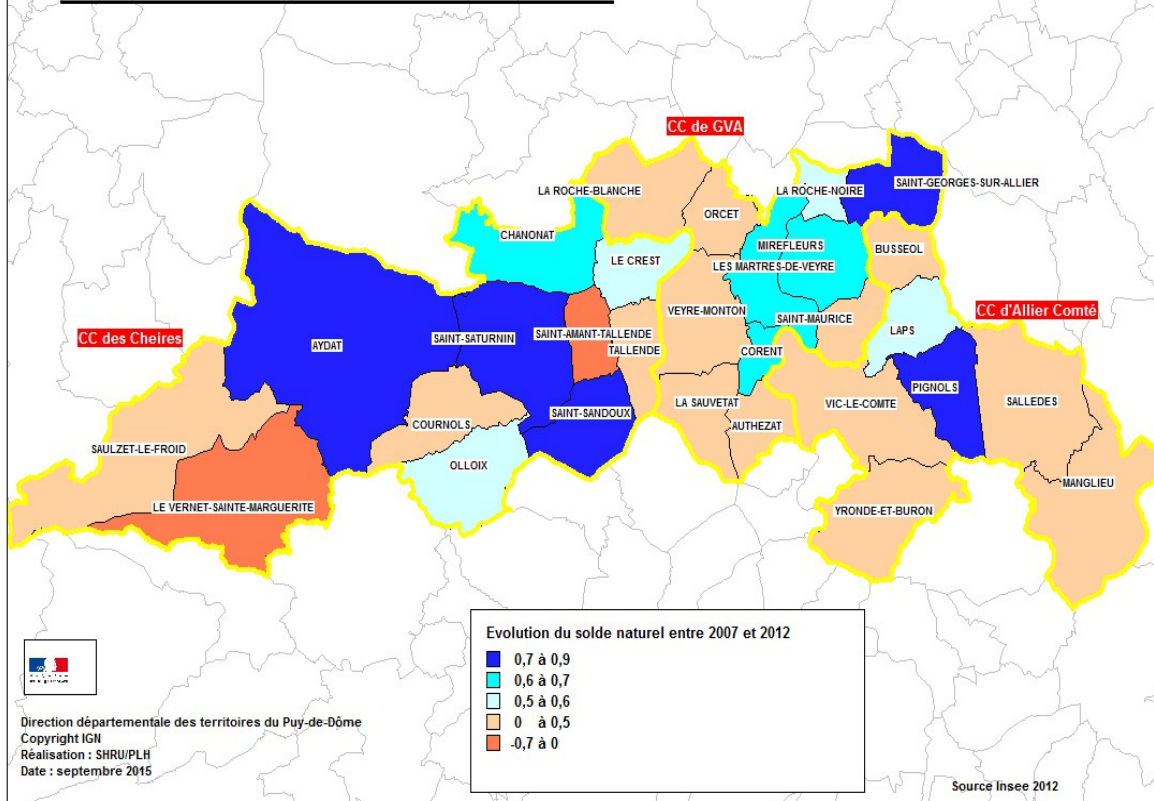 CC de GVA
LA ROCHE-BLANCHE
LA ROCHE-NOIRE
SAINT-GEORGES-SUR-ALLIER
ORCET
CHANONAT
MIREFLEURS
BUSSEOL
LE CREST
LES MARTRES-DE-VEYRE
CC d'Allier Comté
VEYRE-MONTON
SAINT-MAURICE
CC des Cheires
AYDAT
SAINT-SATURNIN
SAINT-AMANT-TALLENDE
LAPS
TALLENDE
CORENT
PIGNOLS
SALLEDES
LA SAUVETAT
VIC-LE-COMTE
SAINT-SANDOUX
COURNOLS
AUTHEZAT
SAULZET-LE-FROID
OLLOIX
MANGLIEU
LE VERNET-SAINTE-MARGUERITE
YRONDE-ET-BURON
Evolution du solde naturel entre 2007 et 2012
0,7 à 0,9
0,6 à 0,7
0,5 à 0,6
0 à 0,5
-0,7 à 0
Direction départementale des territoires du Puy-de-Dôme
Copyright IGN
Réalisation : SHRU/PLH
Date : septembre 2015
Source Insee 2012